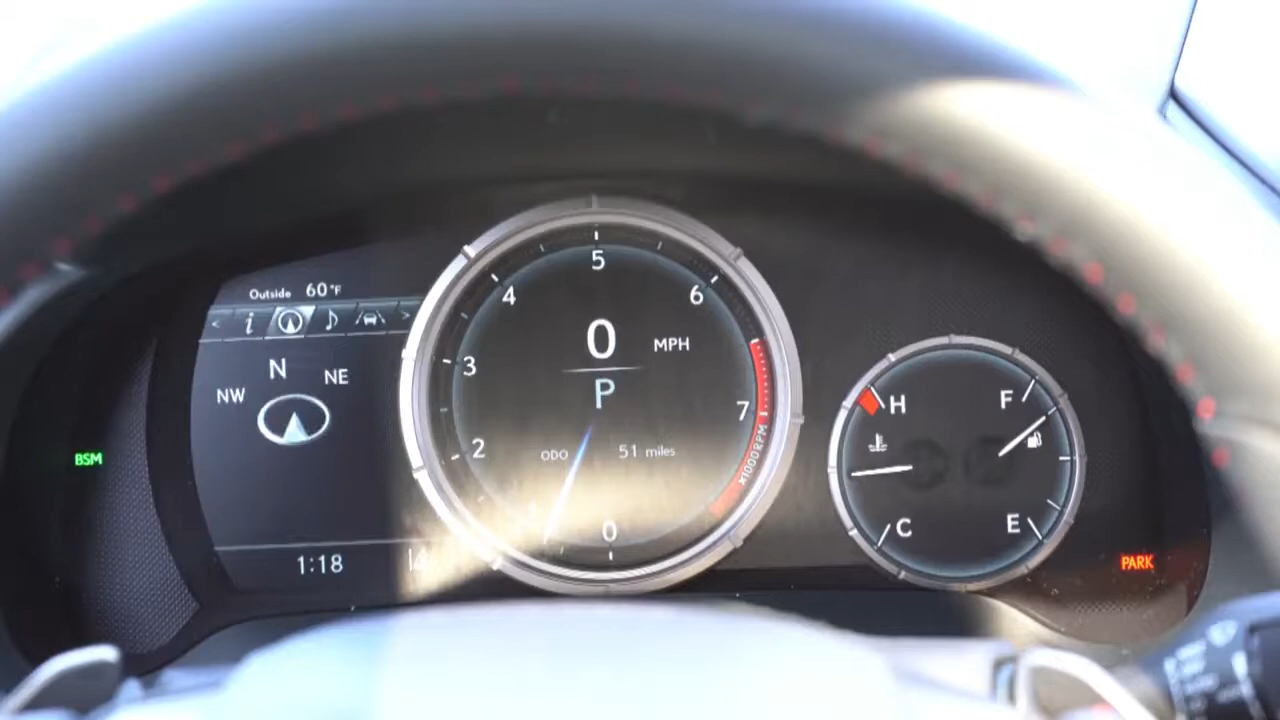 Outside 60°F
< i >
N
NW NE
1:18
BSM
0 MPH
P
ODO 51 miles
0
2
3
4
5
6
7
x1000RPM
H F
C E
PARK